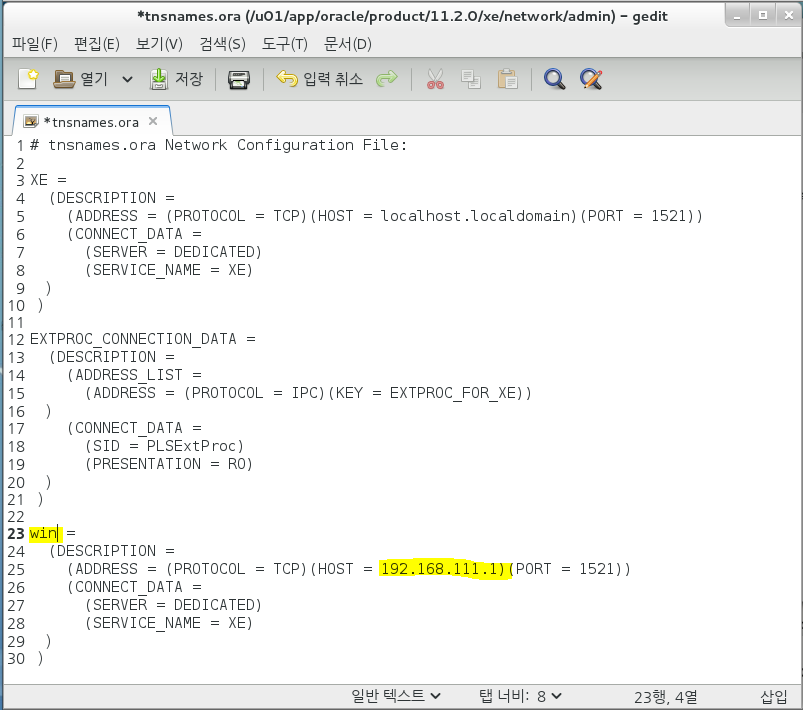 *tnsnames.ora (/u01/app/oracle/product/11.2.0/xe/network/admin) – gedit
파일(F) 편집(E) 보기(V) 검색(S) 도구(T) 문서(D)
열기 저장 입력 취소
*tnsnames.ora
1 # tnsnames.ora Network Configuration File:
2
3 XE =
4   (DESCRIPTION =
5     (ADDRESS = (PROTOCOL = TCP)(HOST = localhost.localdomain)(PORT = 1521))
6     (CONNECT_DATA =
7       (SERVER = DEDICATED)
8       (SERVICE_NAME = XE)
9   )
10  )
11
12 EXTPROC_CONNECTION_DATA =
13   (DESCRIPTION =
14     (ADDRESS_LIST =
15       (ADDRESS = (PROTOCOL = IPC)(KEY = EXTPROC_FOR_XE))
16   )
17     (CONNECT_DATA =
18       (SID = PLSExtProc)
19       (PRESENTATION = RO)
20   )
21  )
22
23 win =
24   (DESCRIPTION =
25     (ADDRESS = (PROTOCOL = TCP)(HOST = 192.168.111.1)(PORT = 1521))
26     (CONNECT_DATA =
27       (SERVER = DEDICATED)
28       (SERVICE_NAME = XE)
29   )
30  )
일반 텍스트 탭 너비: 8 23행, 4열 삽입